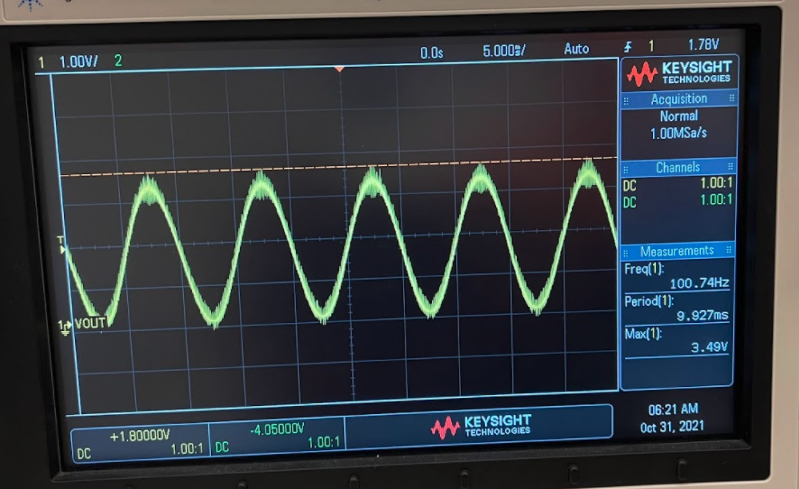 1 1.00V/ 2 0.0s 5.000ms/ Auto 1 1.78V
KEYSIGHT
TECHNOLOGIES
Acquisition
Normal
1.00MSa/s
Channels
DC 1.00:1
DC 1.00:1
Measurements
Freq(1):
100.74Hz
Period(1):
9.927ms
Max(1):
3.49V
T
1 VOUT
+1.80000V
DC 1.00:1
-4.05000V
DC 1.00:1
KEYSIGHT
TECHNOLOGIES
06:21 AM
Oct 31, 2021